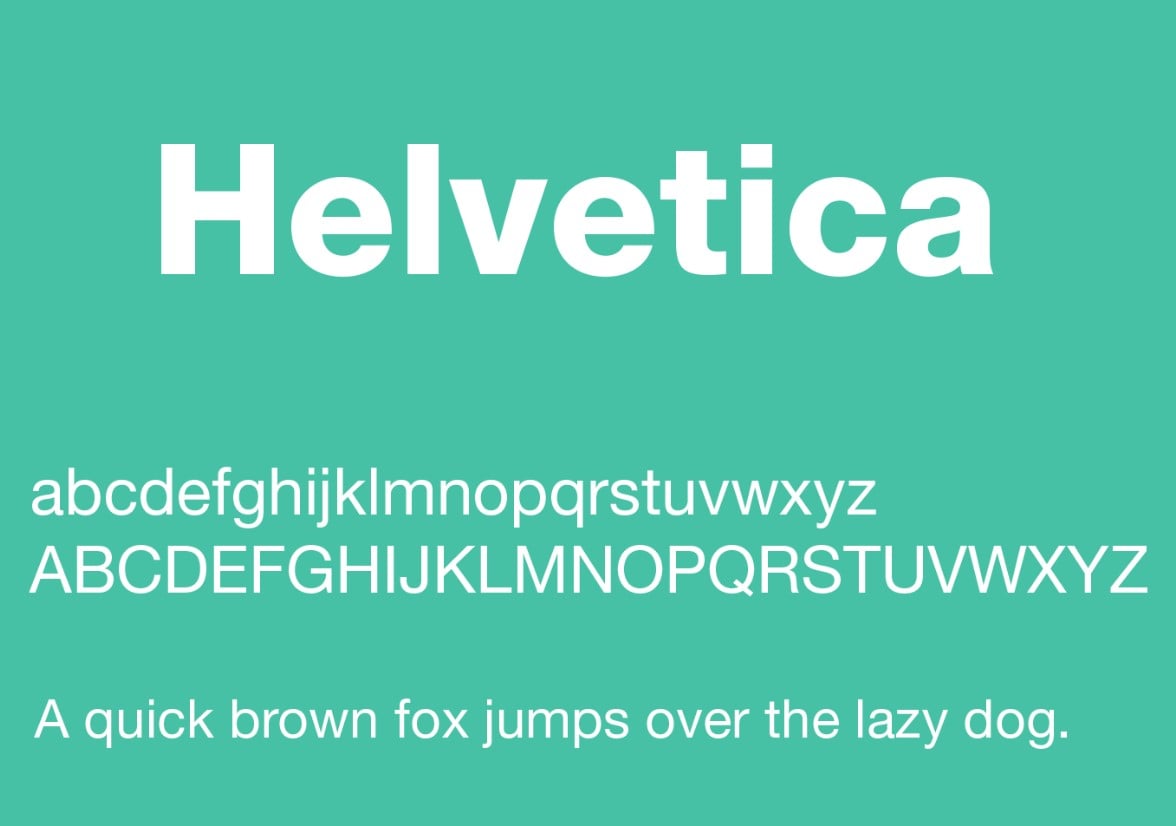 Helvetica
abcdefghijklmnopqrstuvwxyz
ABCDEFGHIJKLMNOPQRSTUVWXYZ
A quick brown fox jumps over the lazy dog.